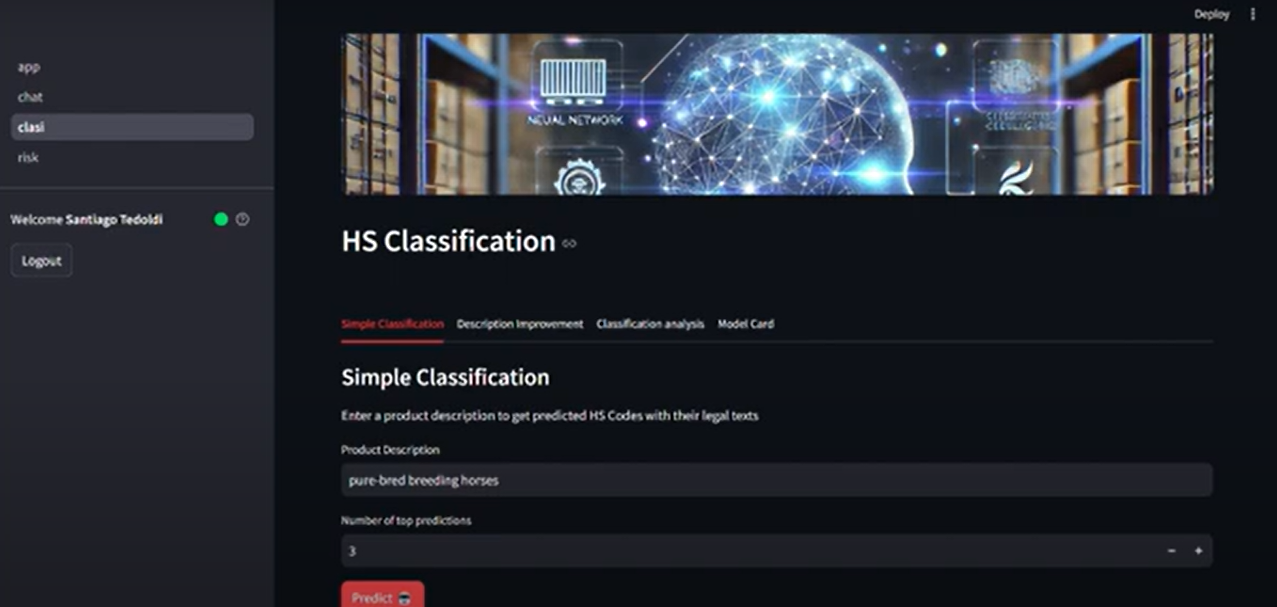 Deploy
app
chat
clasi
risk
Welcome Santiago Tedoldi
Logout
NEUAL NETWORK
HS Classification
Simple Classification Description Improvement Classification analysis Model Card
Simple Classification
Enter a product description to get predicted HS Codes with their legal texts
Product Description
pure-bred breeding horses
Number of top predictions
3
Predict